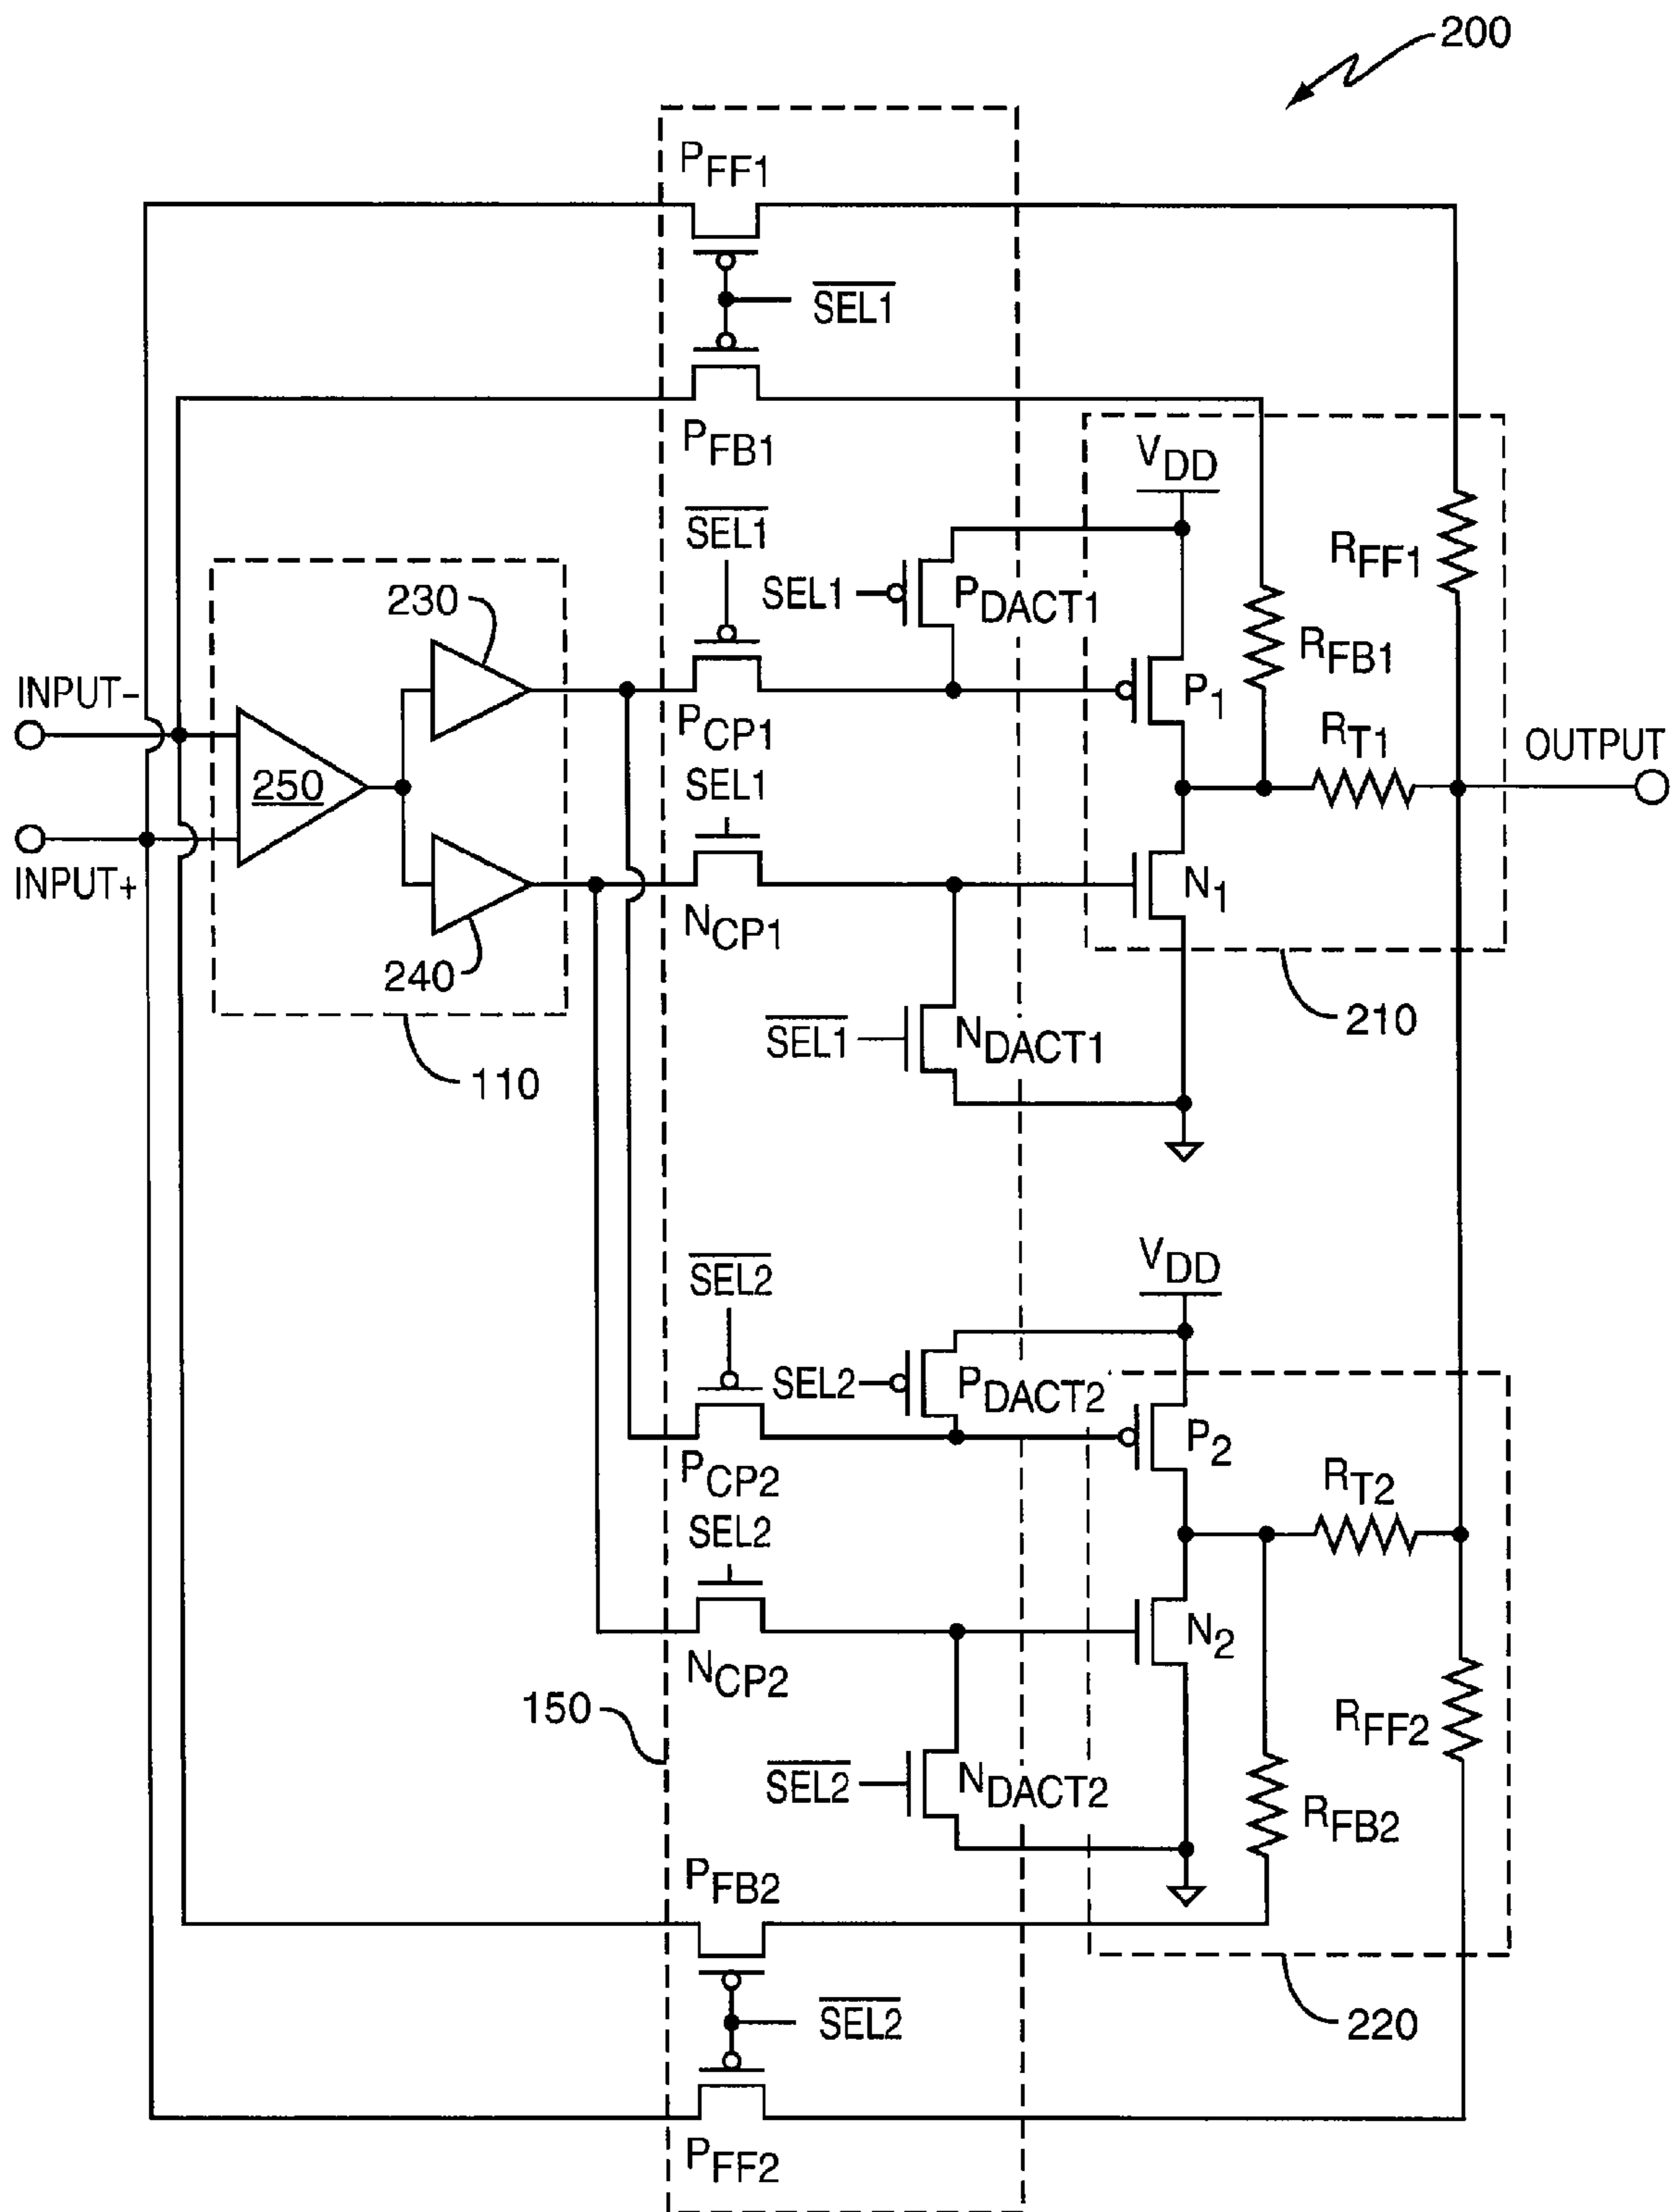 200
PFF1
SEL1
PFB1
VDD
SEL1
RFF1
230
SEL1
PDACT1
RFB1
INPUT-
PCP1
P1
RT1
OUTPUT
250
SEL1
INPUT+
NCP1
N1
240
210
SEL1
NDACT1
110
VDD
SEL2
SEL2
PDACT2
P2
PCP2
RT2
SEL2
N2
NCP2
150
RFF2
SEL2
NDACT2
RFB2
PFB2
SEL2
220
PFF2